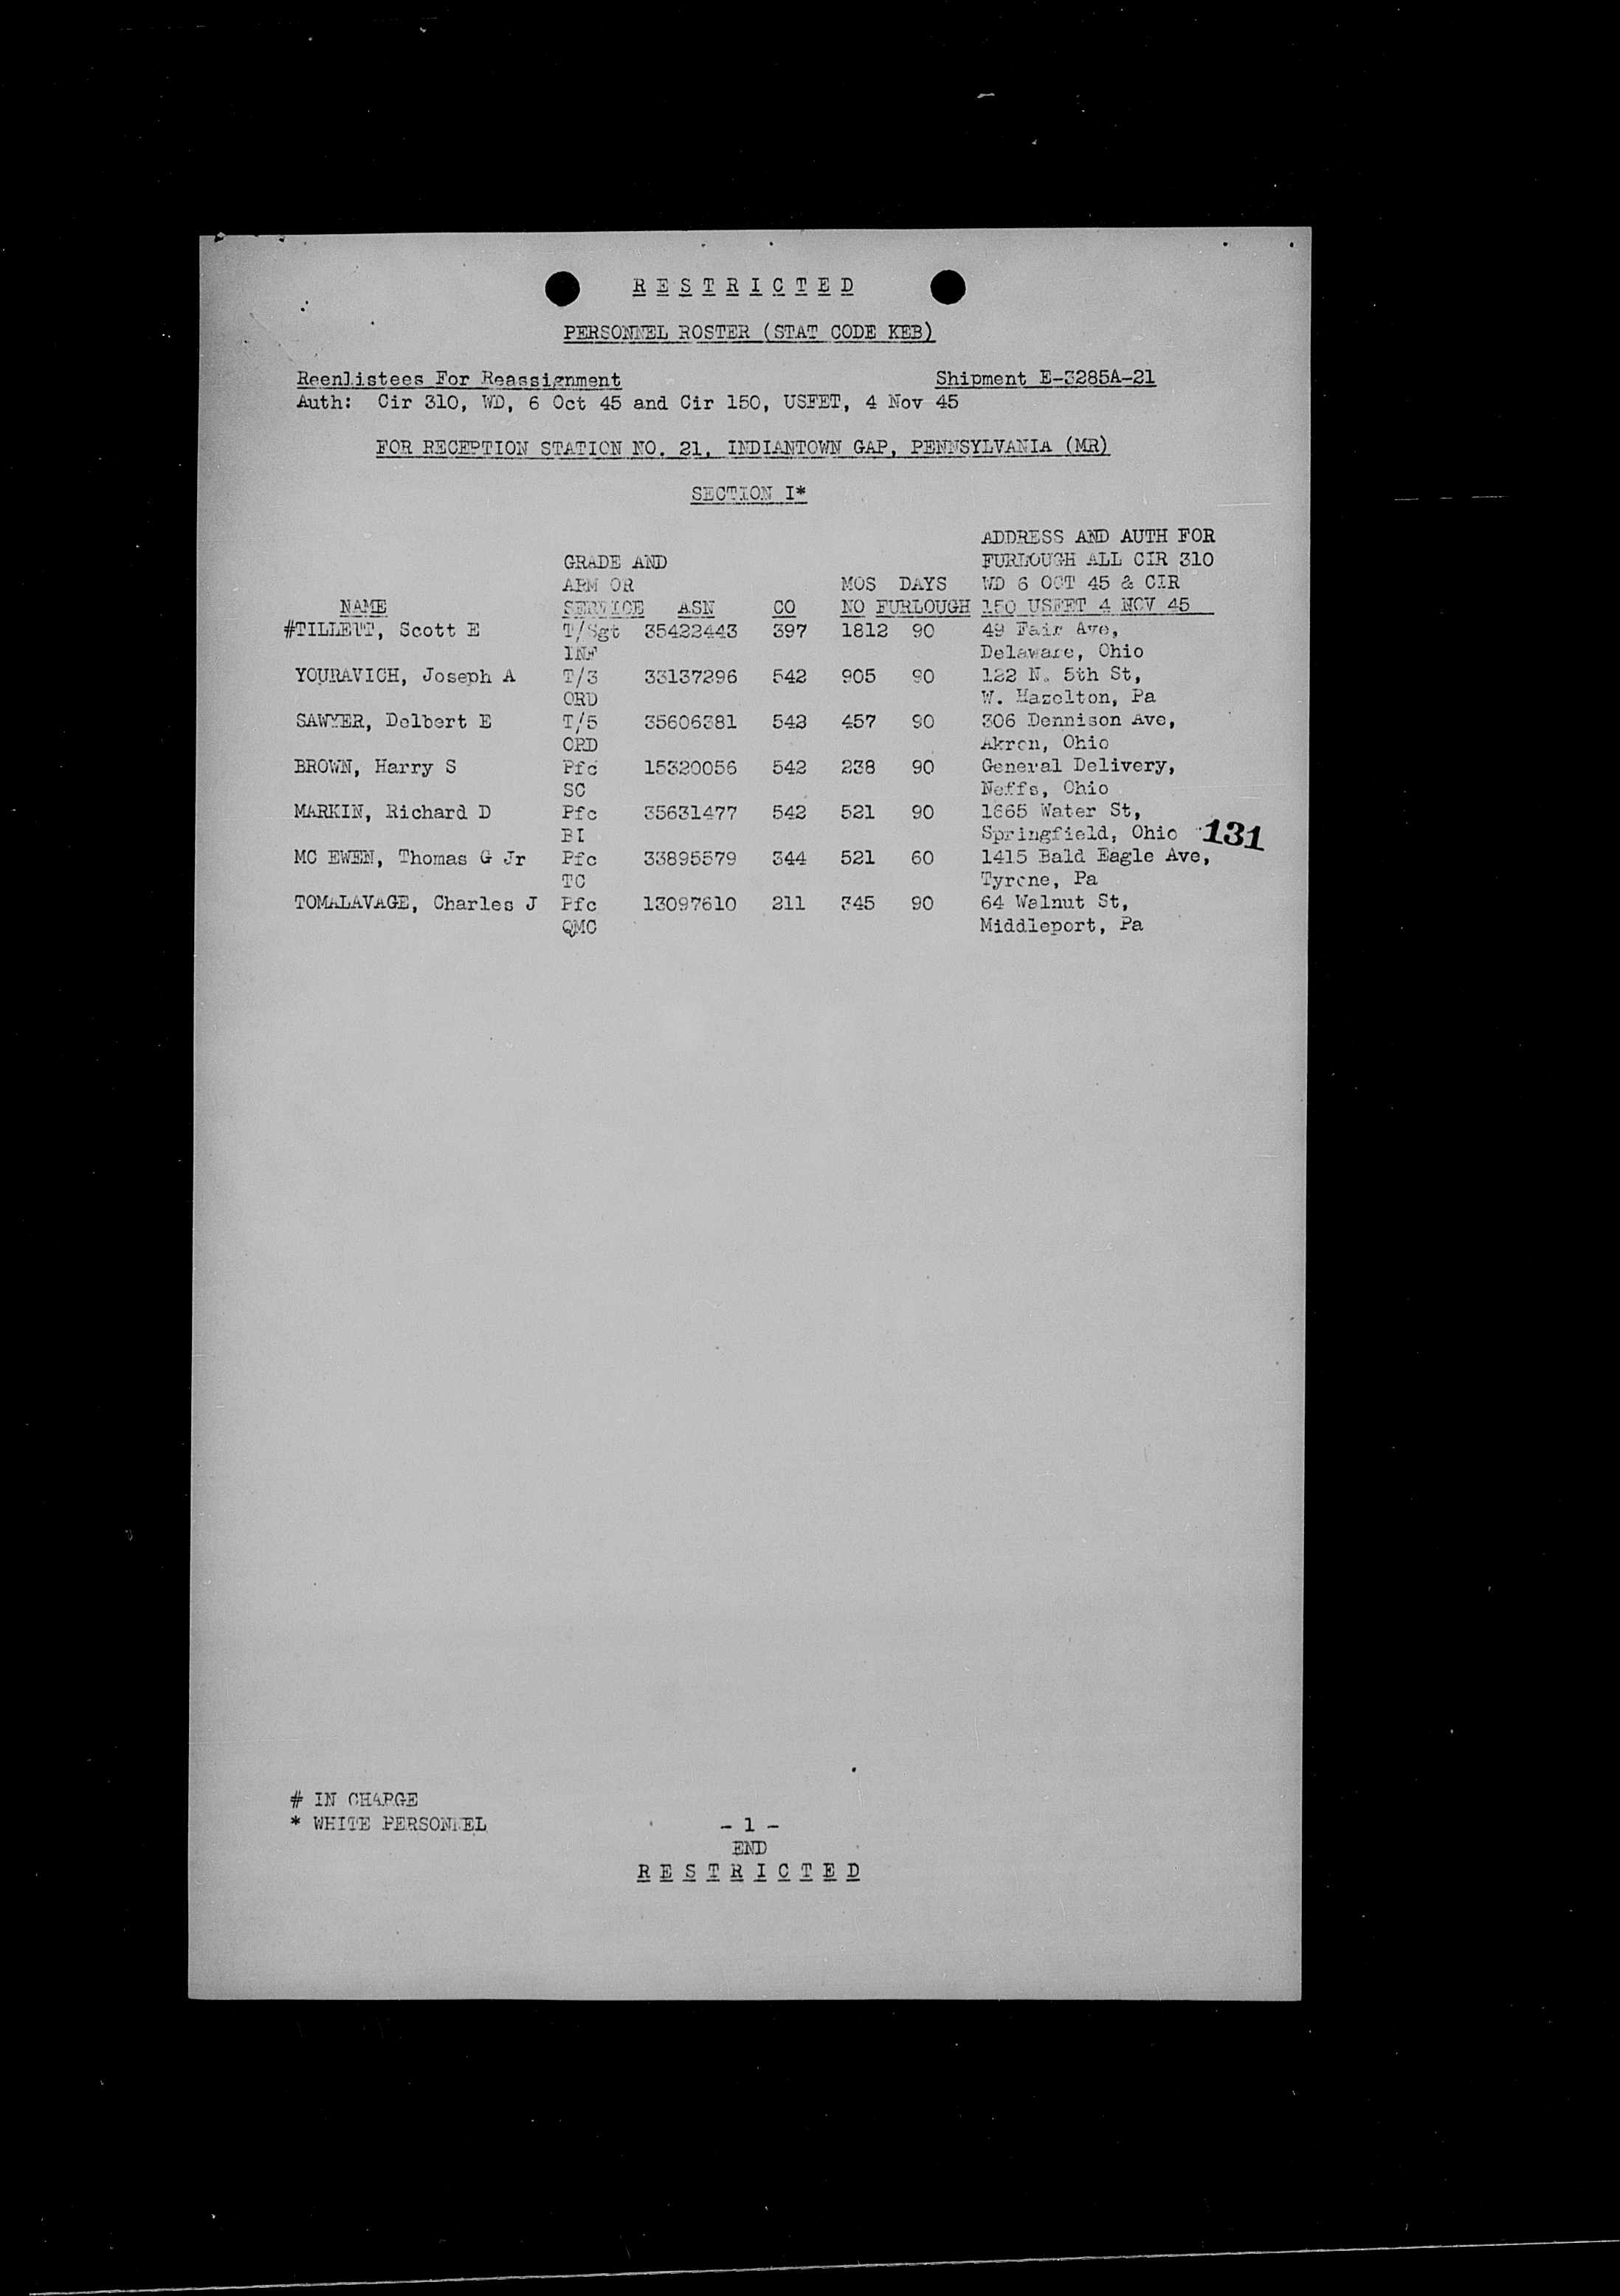 R E S T R I C T E D
PERSONNEL ROSTER (STAT CODE KEB)
Reenlistees For Reassignment Shipment E-3285A-21
Auth: Cir 310, WD, 6 Oct 45 and Cir 150, USFET, 4 Nov 45
FOR RECEPTION STATION NO. 21, INDIANTOWN GAP, PENNSYLVANIA (MR)
SECTION I*
ADDRESS AND AUTH FOR
GRADE AND FURLOUGH ALL CIR 310
ARM OR MOS DAYS WD 6 OCT 45 & CIR
NAME SERVICE ASN CO NO FURLOUGH 150 USFET 4 NOV 45
#TILLETT, Scott E T/Sgt 35422443 397 1812 90 49 Fair Ave,
INF Delaware, Ohio
YOURAVICH, Joseph A T/3 33137296 542 905 90 122 N. 5th St,
ORD W. Hazelton, Pa
SAWYER, Delbert E T/5 35606381 542 457 90 306 Dennison Ave,
ORD Akron, Ohio
BROWN, Harry S Pfc 15320056 542 238 90 General Delivery,
SC Neffs, Ohio
MARKIN, Richard D Pfc 35631477 542 521 90 1665 Water St,
BI Springfield, Ohio 131
MC EWEN, Thomas G Jr Pfc 33895579 344 521 60 1415 Bald Eagle Ave,
TC Tyrone, Pa
TOMALAVAGE, Charles J Pfc 13097610 211 345 90 64 Walnut St,
QMC Middleport, Pa
# IN CHARGE
* WHITE PERSONNEL - 1 -
END
R E S T R I C T E D